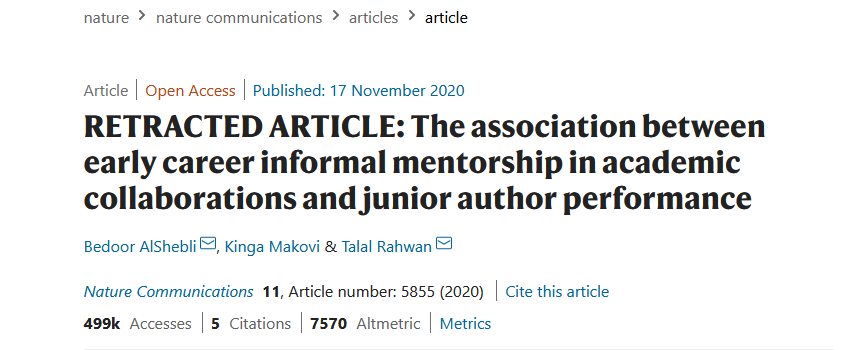 nature > nature communications > articles > article
Article | Open Access | Published: 17 November 2020
RETRACTED ARTICLE: The association between
early career informal mentorship in academic
collaborations and junior author performance
Bedoor AlShebli, Kinga Makovi & Talal Rahwan
Nature Communications 11, Article number: 5855 (2020) | Cite this article
499k Accesses | 5 Citations | 7570 Altmetric | Metrics